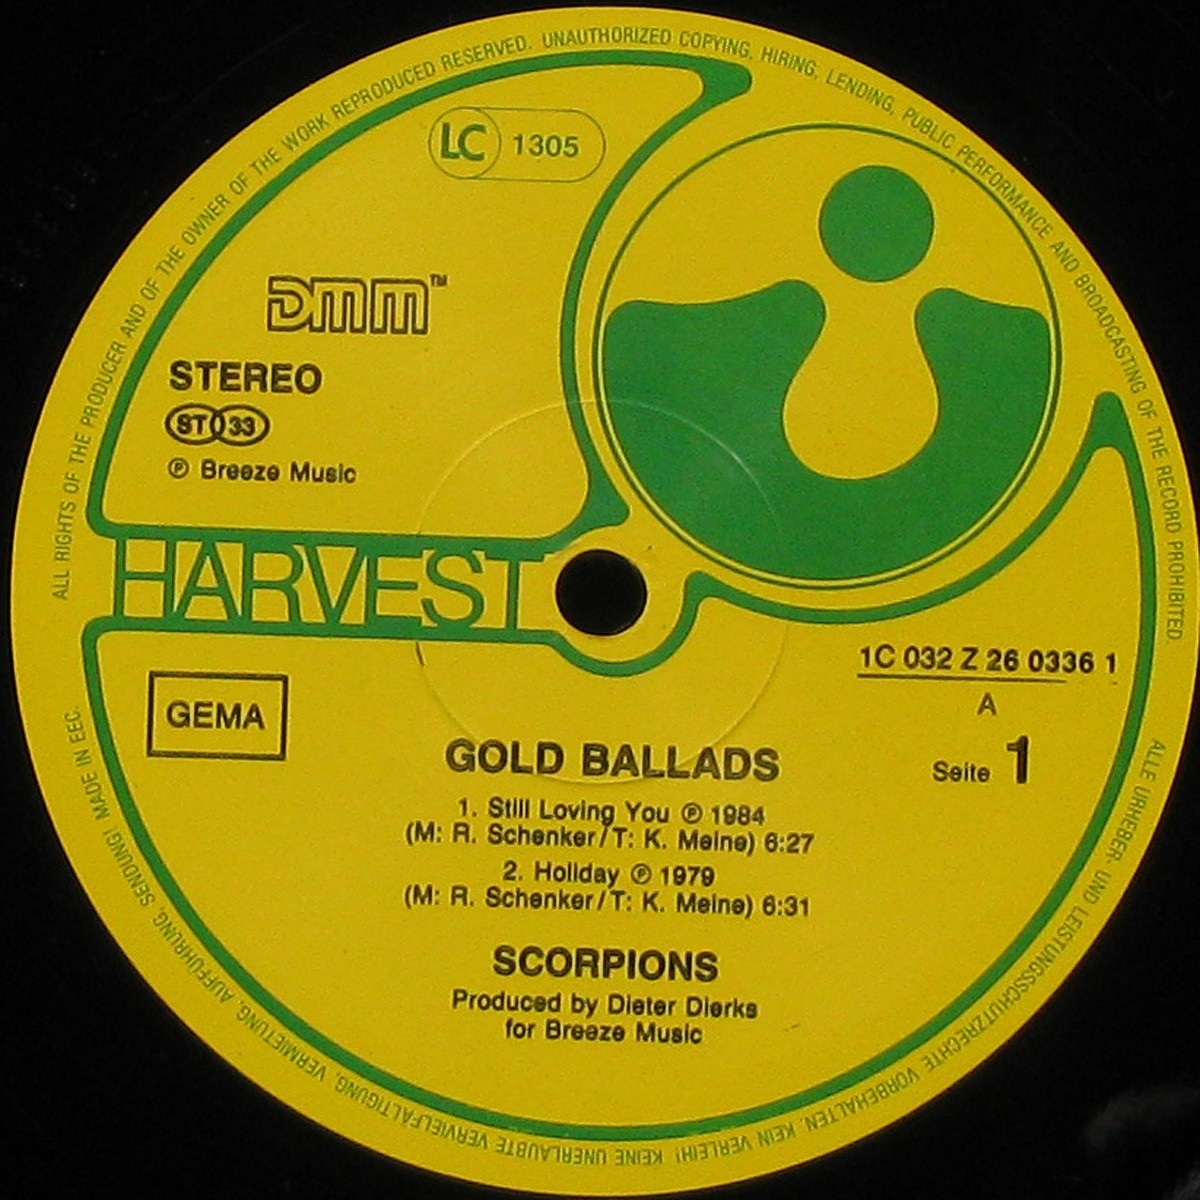 ALL RIGHTS OF THE PRODUCER AND OF THE OWNER OF THE WORK REPRODUCED RESERVED. UNAUTHORIZED COPYING, HIRING, LENDING, PUBLIC PERFORMANCE AND BROADCASTING OF THE RECORD PROHIBITED.
LC 1305
DMM™
STEREO
ST 33
℗ Breeze Music
HARVEST
1C 032 Z 26 0336 1
A
Seite 1
GEMA
GOLD BALLADS
1. Still Loving You ℗ 1984
(M: R. Schenker/T: K. Meine) 6:27
2. Holiday ℗ 1979
(M: R. Schenker/T: K. Meine) 6:31
SCORPIONS
Produced by Dieter Dierks
for Breeze Music
ALLE URHEBER- UND LEISTUNGSSCHUTZRECHTE VORBEHALTEN. KEIN VERLEIH! KEINE UNERLAUBTE VERVIELFÄLTIGUNG, VERMIETUNG, AUFFÜHRUNG, SENDUNG! MADE IN EEC.